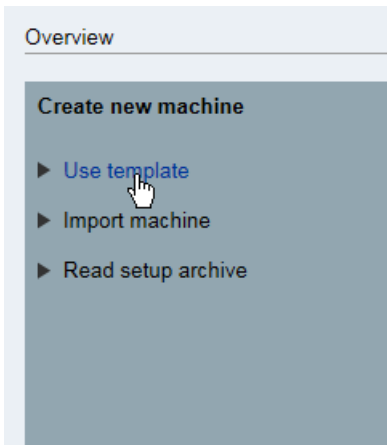 Overview
Create new machine
Use template
Import machine
Read setup archive